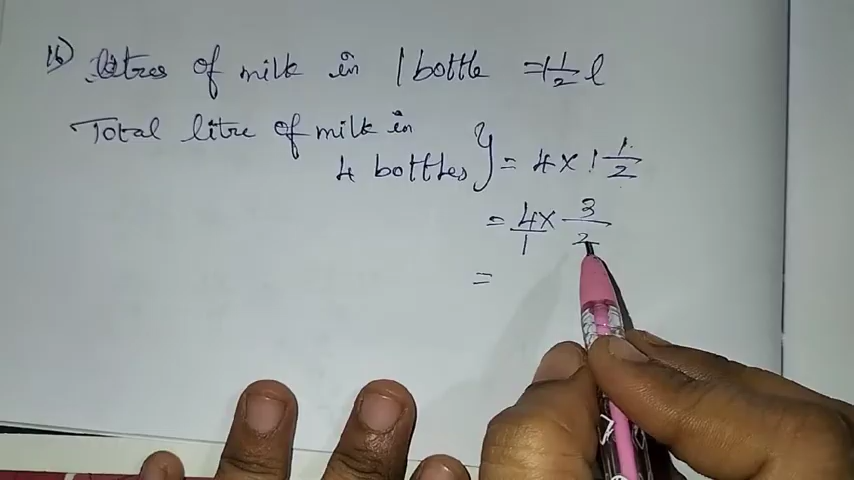 16) litres of milk in 1 bottle = 1 1/2 l
Total litre of milk in
4 bottles } = 4 × 1 1/2
= 4/1 × 3/2
=